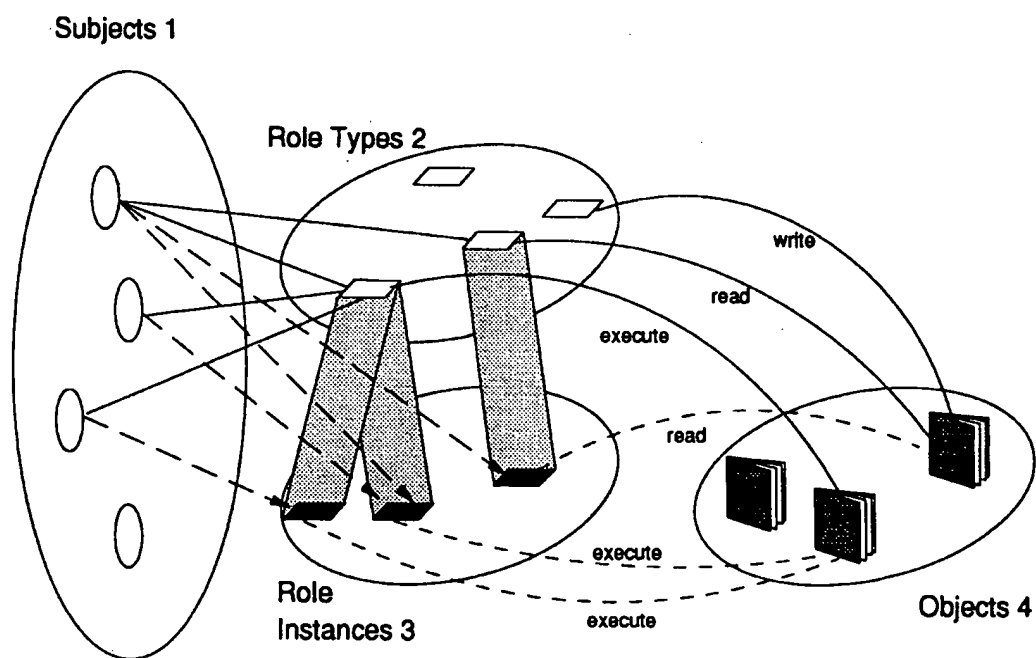 Subjects 1
Role Types 2
write
read
execute
read
execute
execute
Role
Instances 3
Objects 4